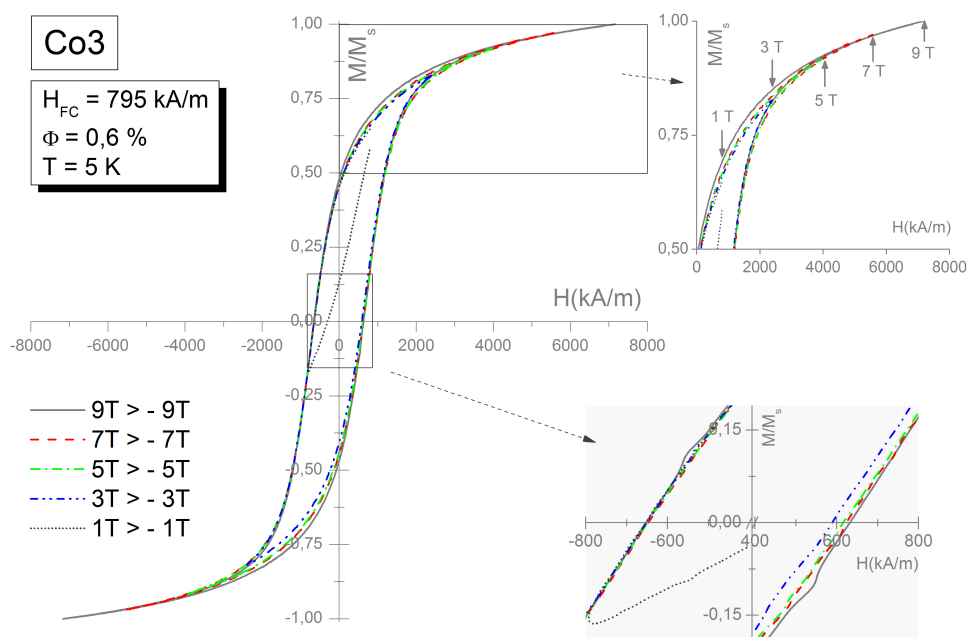 Co3
H_FC = 795 kA/m
Φ = 0,6 %
T = 5 K
1,00
0,75
0,50
0,25
0,00
-0,25
-0,50
-0,75
-1,00
M/M_s
H(kA/m)
-8000 -6000 -4000 -2000 0 2000 4000 6000 8000
9T > - 9T
7T > - 7T
5T > - 5T
3T > - 3T
1T > - 1T
1,00
0,75
0,50
M/M_s
1 T
3 T
5 T
7 T
9 T
H(kA/m)
0 2000 4000 6000 8000
0,15
0,00
-0,15
M/M_s
-800 -600 400 600 800
H(kA/m)